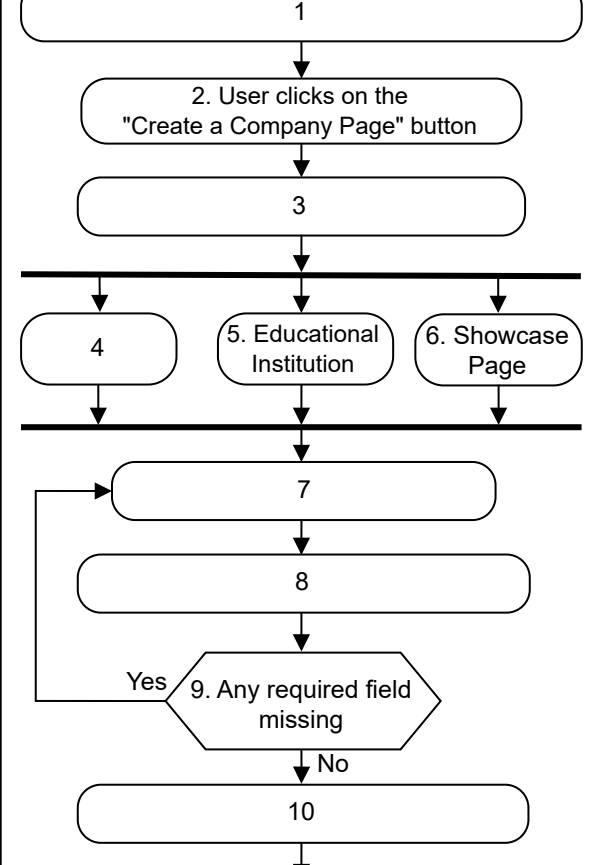 1
2. User clicks on the
"Create a Company Page" button
3
4
5. Educational
Institution
6. Showcase
Page
7
8
Yes
9. Any required field
missing
No
10